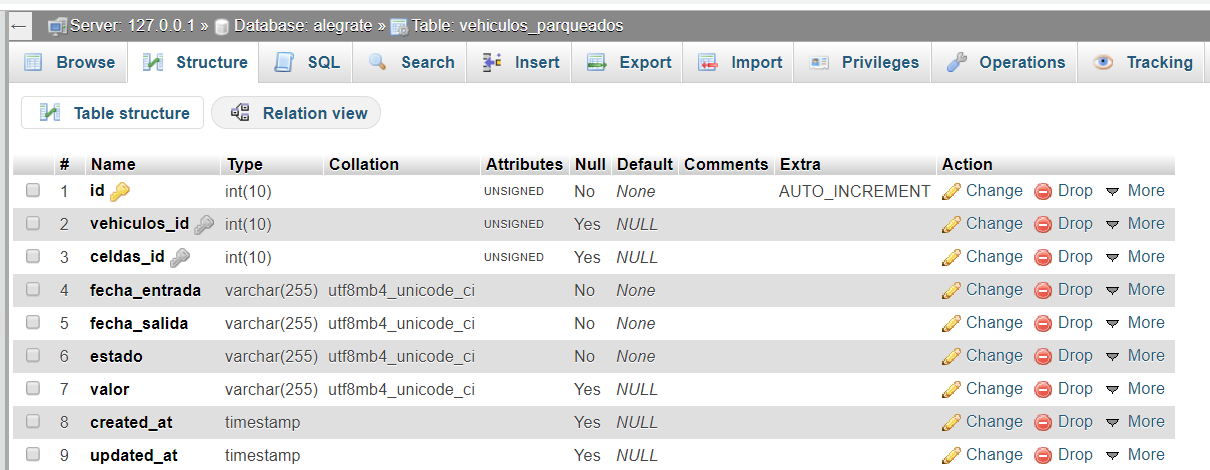 ← Server: 127.0.0.1 » Database: alegrate » Table: vehiculos_parqueados
Browse Structure SQL Search Insert Export Import Privileges Operations Tracking
Table structure Relation view
# Name Type Collation Attributes Null Default Comments Extra Action
1 id int(10) UNSIGNED No None AUTO_INCREMENT Change Drop More
2 vehiculos_id int(10) UNSIGNED Yes NULL Change Drop More
3 celdas_id int(10) UNSIGNED Yes NULL Change Drop More
4 fecha_entrada varchar(255) utf8mb4_unicode_ci No None Change Drop More
5 fecha_salida varchar(255) utf8mb4_unicode_ci No None Change Drop More
6 estado varchar(255) utf8mb4_unicode_ci No None Change Drop More
7 valor varchar(255) utf8mb4_unicode_ci Yes NULL Change Drop More
8 created_at timestamp Yes NULL Change Drop More
9 updated_at timestamp Yes NULL Change Drop More